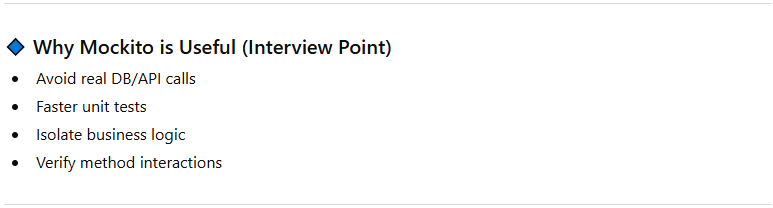 Why Mockito is Useful (Interview Point)
• Avoid real DB/API calls
• Faster unit tests
• Isolate business logic
• Verify method interactions